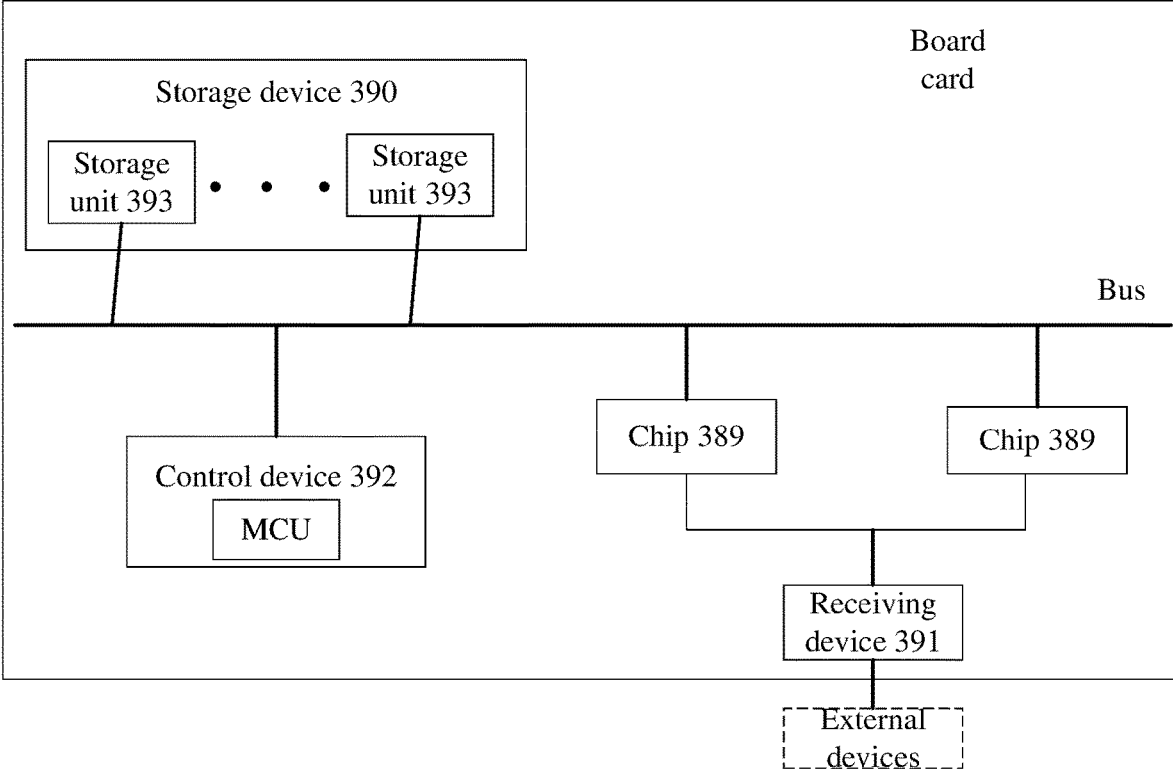 Board
card
Storage device 390
Storage
unit 393
Storage
unit 393
Bus
Control device 392
MCU
Chip 389
Chip 389
Receiving
device 391
External
devices